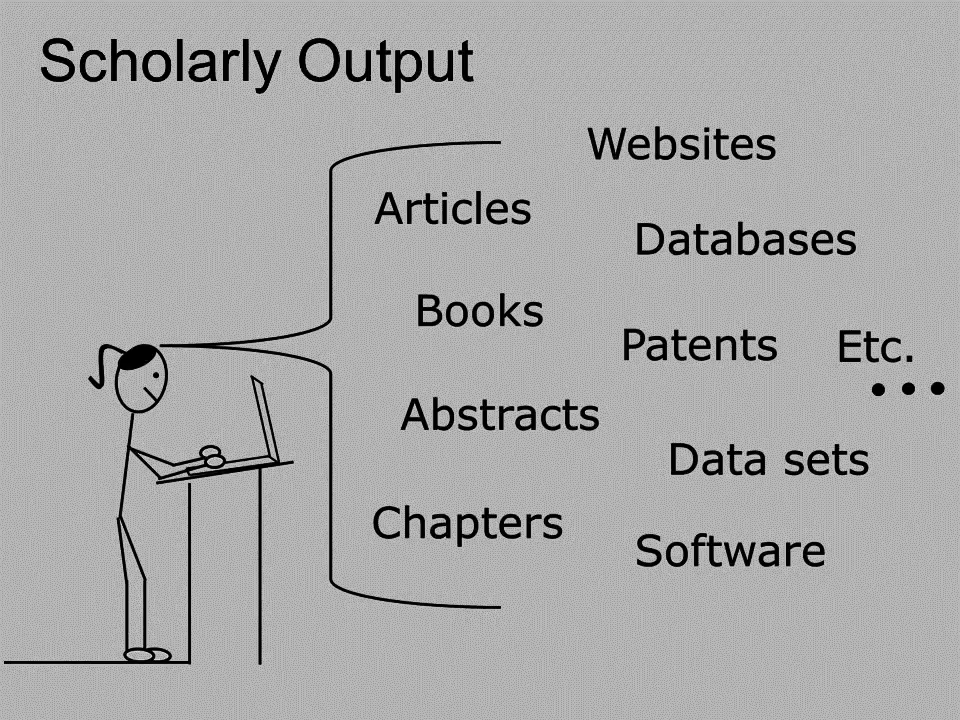 Scholarly Output
Websites
Articles
Databases
Books
Patents
Etc.
Abstracts
Data sets
Chapters
Software